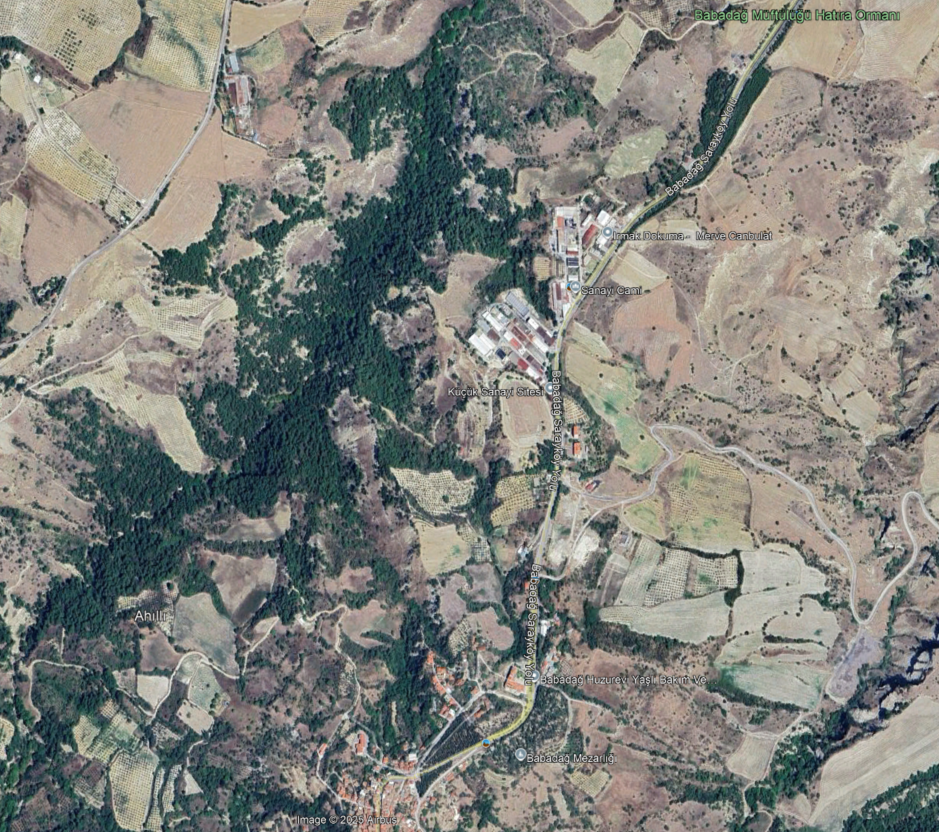 Babadağ Müftülüğü Hatıra Ormanı
Babadağ Sarayköy Yolu
Irmak Dokuma - Merve Canbulat
Sanayi Cami
Küçük Sanayi Sitesi
Babadağ Sarayköy Yolu
Babadağ Sarayköy Yolu
Ahıllı
Babadağ Huzurevi Yaşlı Bakım Ve
Babadağ Mezarlığı
Image © 2025 Airbus